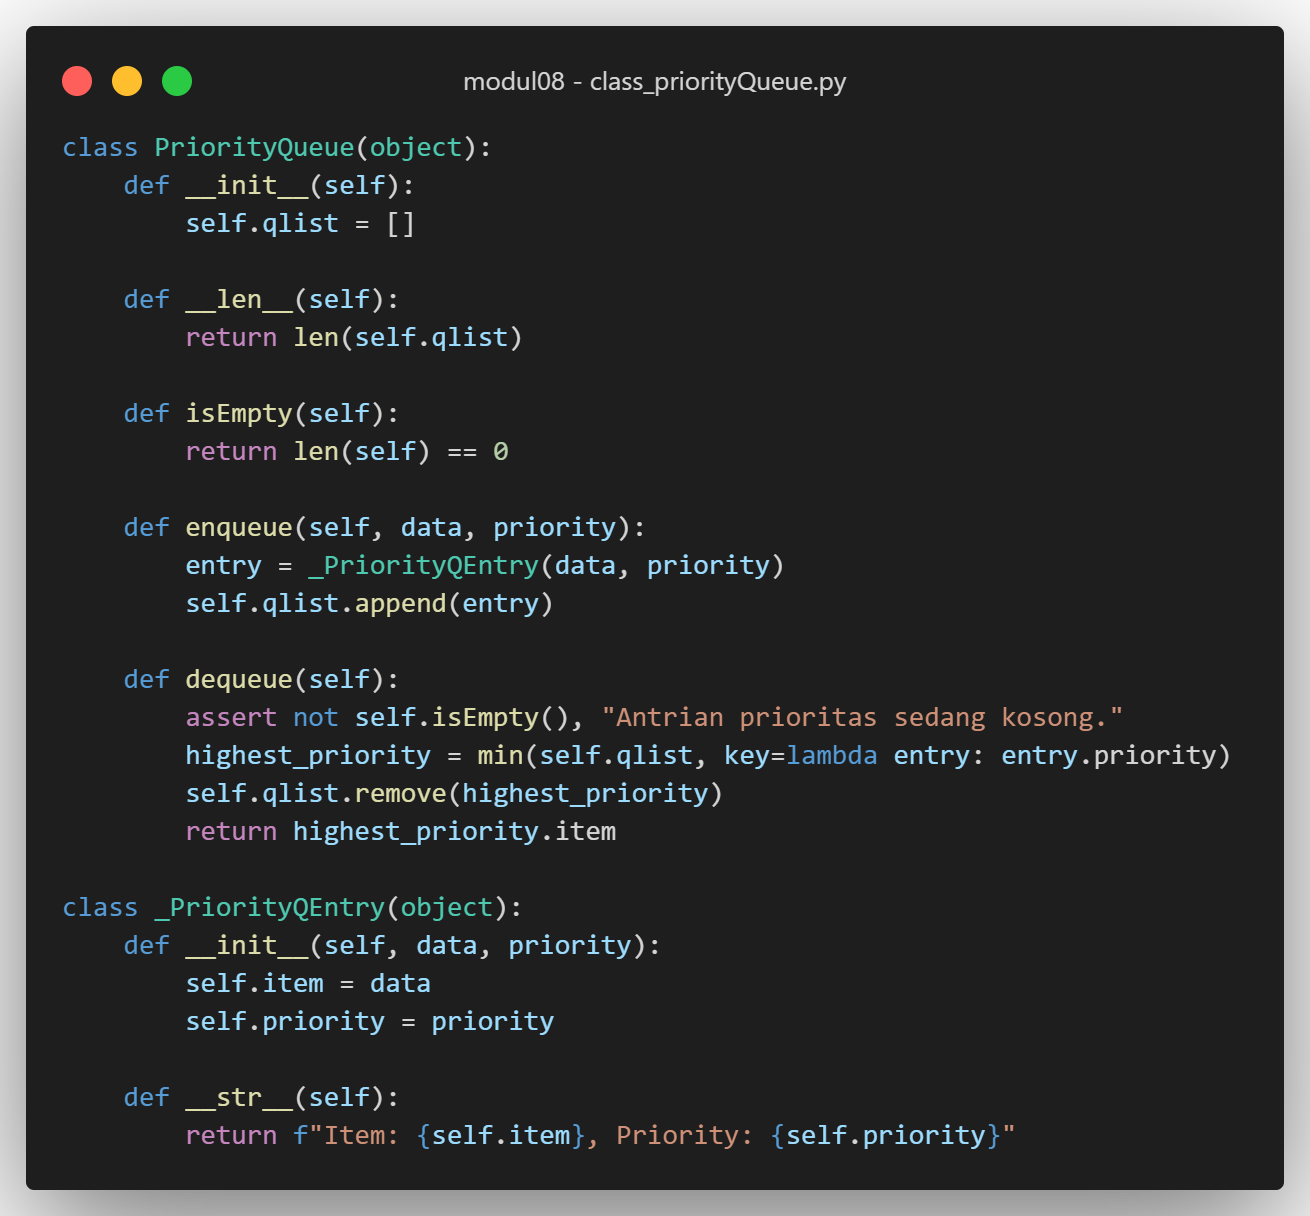 modul08 - class_priorityQueue.py
class PriorityQueue(object):
    def __init__(self):
        self.qlist = []

    def __len__(self):
        return len(self.qlist)

    def isEmpty(self):
        return len(self) == 0

    def enqueue(self, data, priority):
        entry = _PriorityQEntry(data, priority)
        self.qlist.append(entry)

    def dequeue(self):
        assert not self.isEmpty(), "Antrian prioritas sedang kosong."
        highest_priority = min(self.qlist, key=lambda entry: entry.priority)
        self.qlist.remove(highest_priority)
        return highest_priority.item

class _PriorityQEntry(object):
    def __init__(self, data, priority):
        self.item = data
        self.priority = priority

    def __str__(self):
        return f"Item: {self.item}, Priority: {self.priority}"